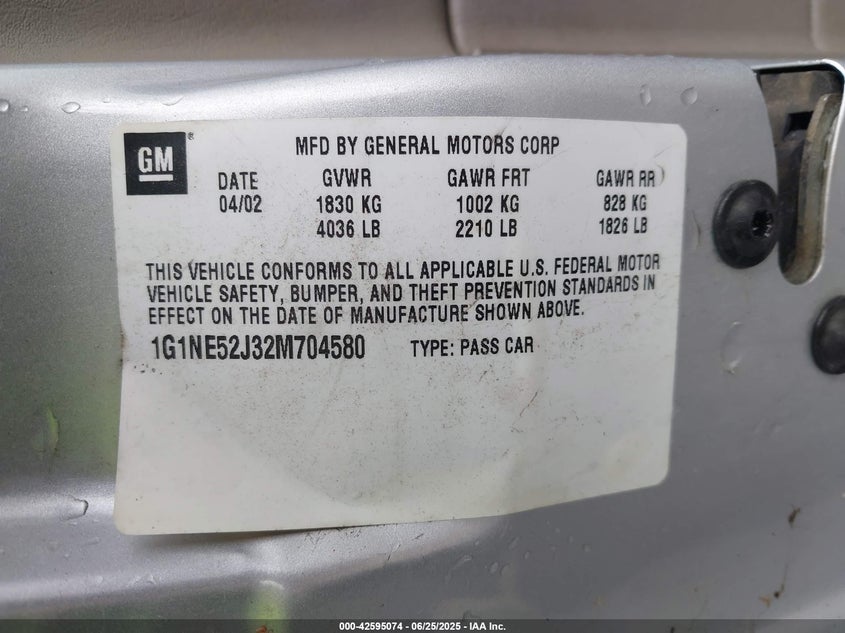 GM
MFD BY GENERAL MOTORS CORP
DATE GVWR GAWR FRT GAWR RR
04/02 1830 KG 1002 KG 828 KG
4036 LB 2210 LB 1826 LB
THIS VEHICLE CONFORMS TO ALL APPLICABLE U.S. FEDERAL MOTOR
VEHICLE SAFETY, BUMPER, AND THEFT PREVENTION STANDARDS IN
EFFECT ON THE DATE OF MANUFACTURE SHOWN ABOVE.
1G1NE52J32M704580 TYPE: PASS CAR
000-42595074 - 06/25/2025 - IAA Inc.